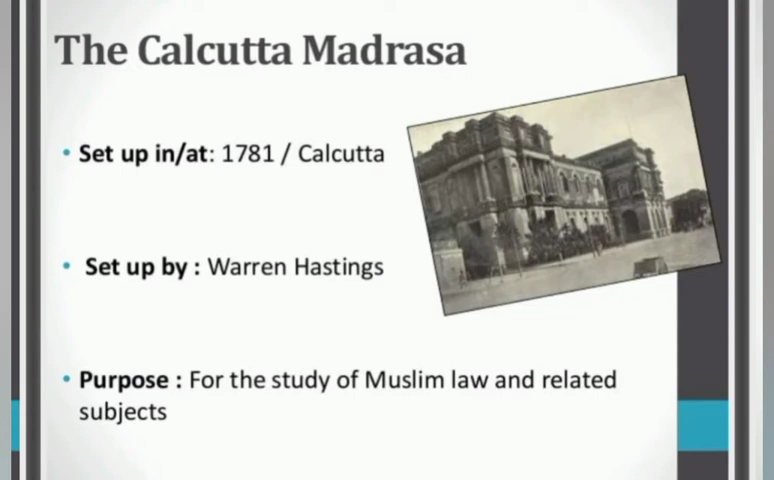 The Calcutta Madrasa
• Set up in/at: 1781 / Calcutta
• Set up by : Warren Hastings
• Purpose : For the study of Muslim law and related
subjects